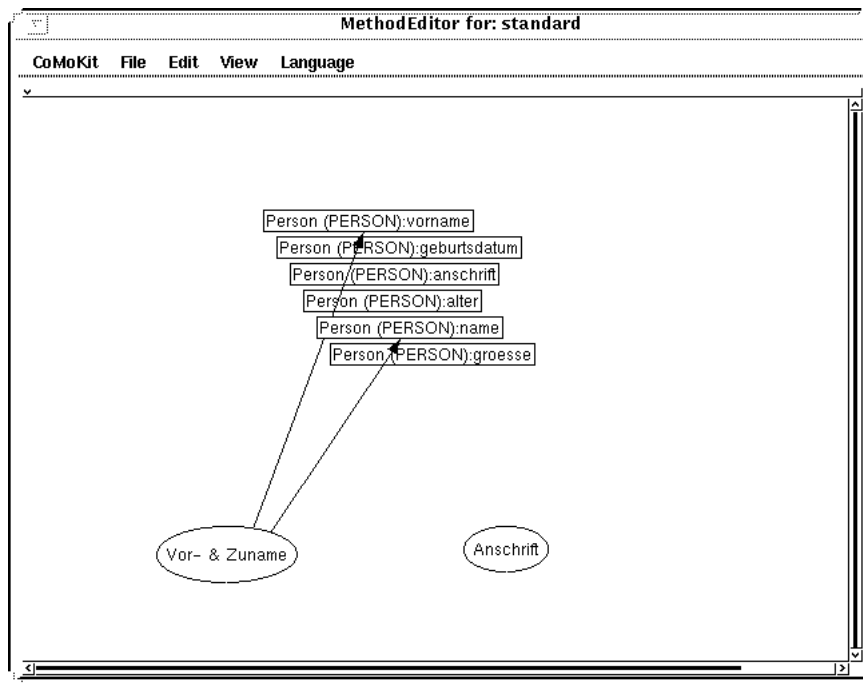 MethodEditor for: standard
CoMoKit File Edit View Language
Person (PERSON):vorname
Person (PERSON):geburtsdatum
Person (PERSON):anschrift
Person (PERSON):alter
Person (PERSON):name
Person (PERSON):groesse
Vor- & Zuname
Anschrift